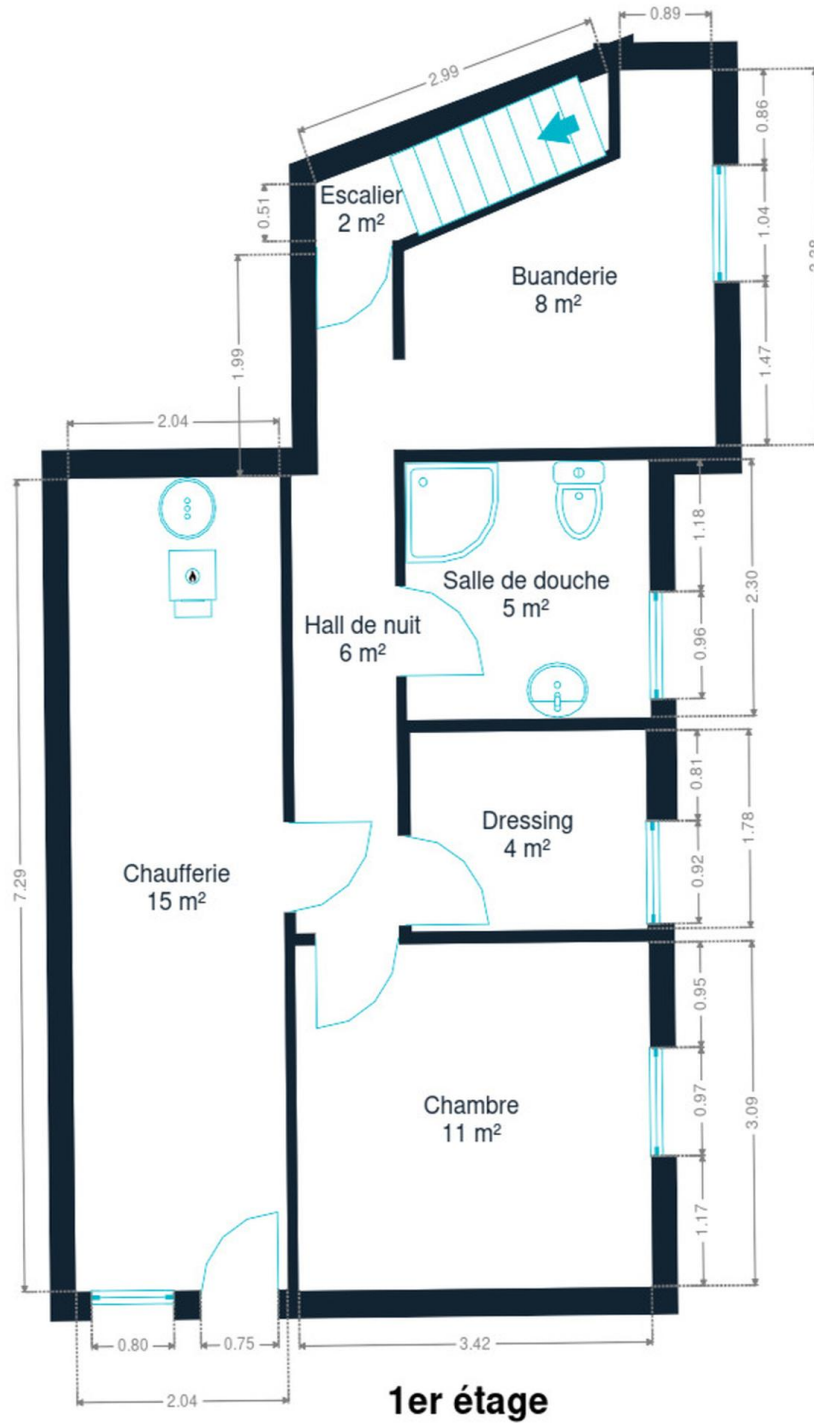 0.89
2.99
0.86
Escalier
2 m²
0.51
1.04
Buanderie
8 m²
1.99
1.47
2.04
1.18
Salle de douche
5 m²
2.30
Hall de nuit
6 m²
0.96
0.81
Dressing
4 m²
1.78
0.92
Chaufferie
15 m²
7.29
0.95
Chambre
11 m²
0.97
3.09
1.17
0.80
0.75
3.42
2.04
1er étage